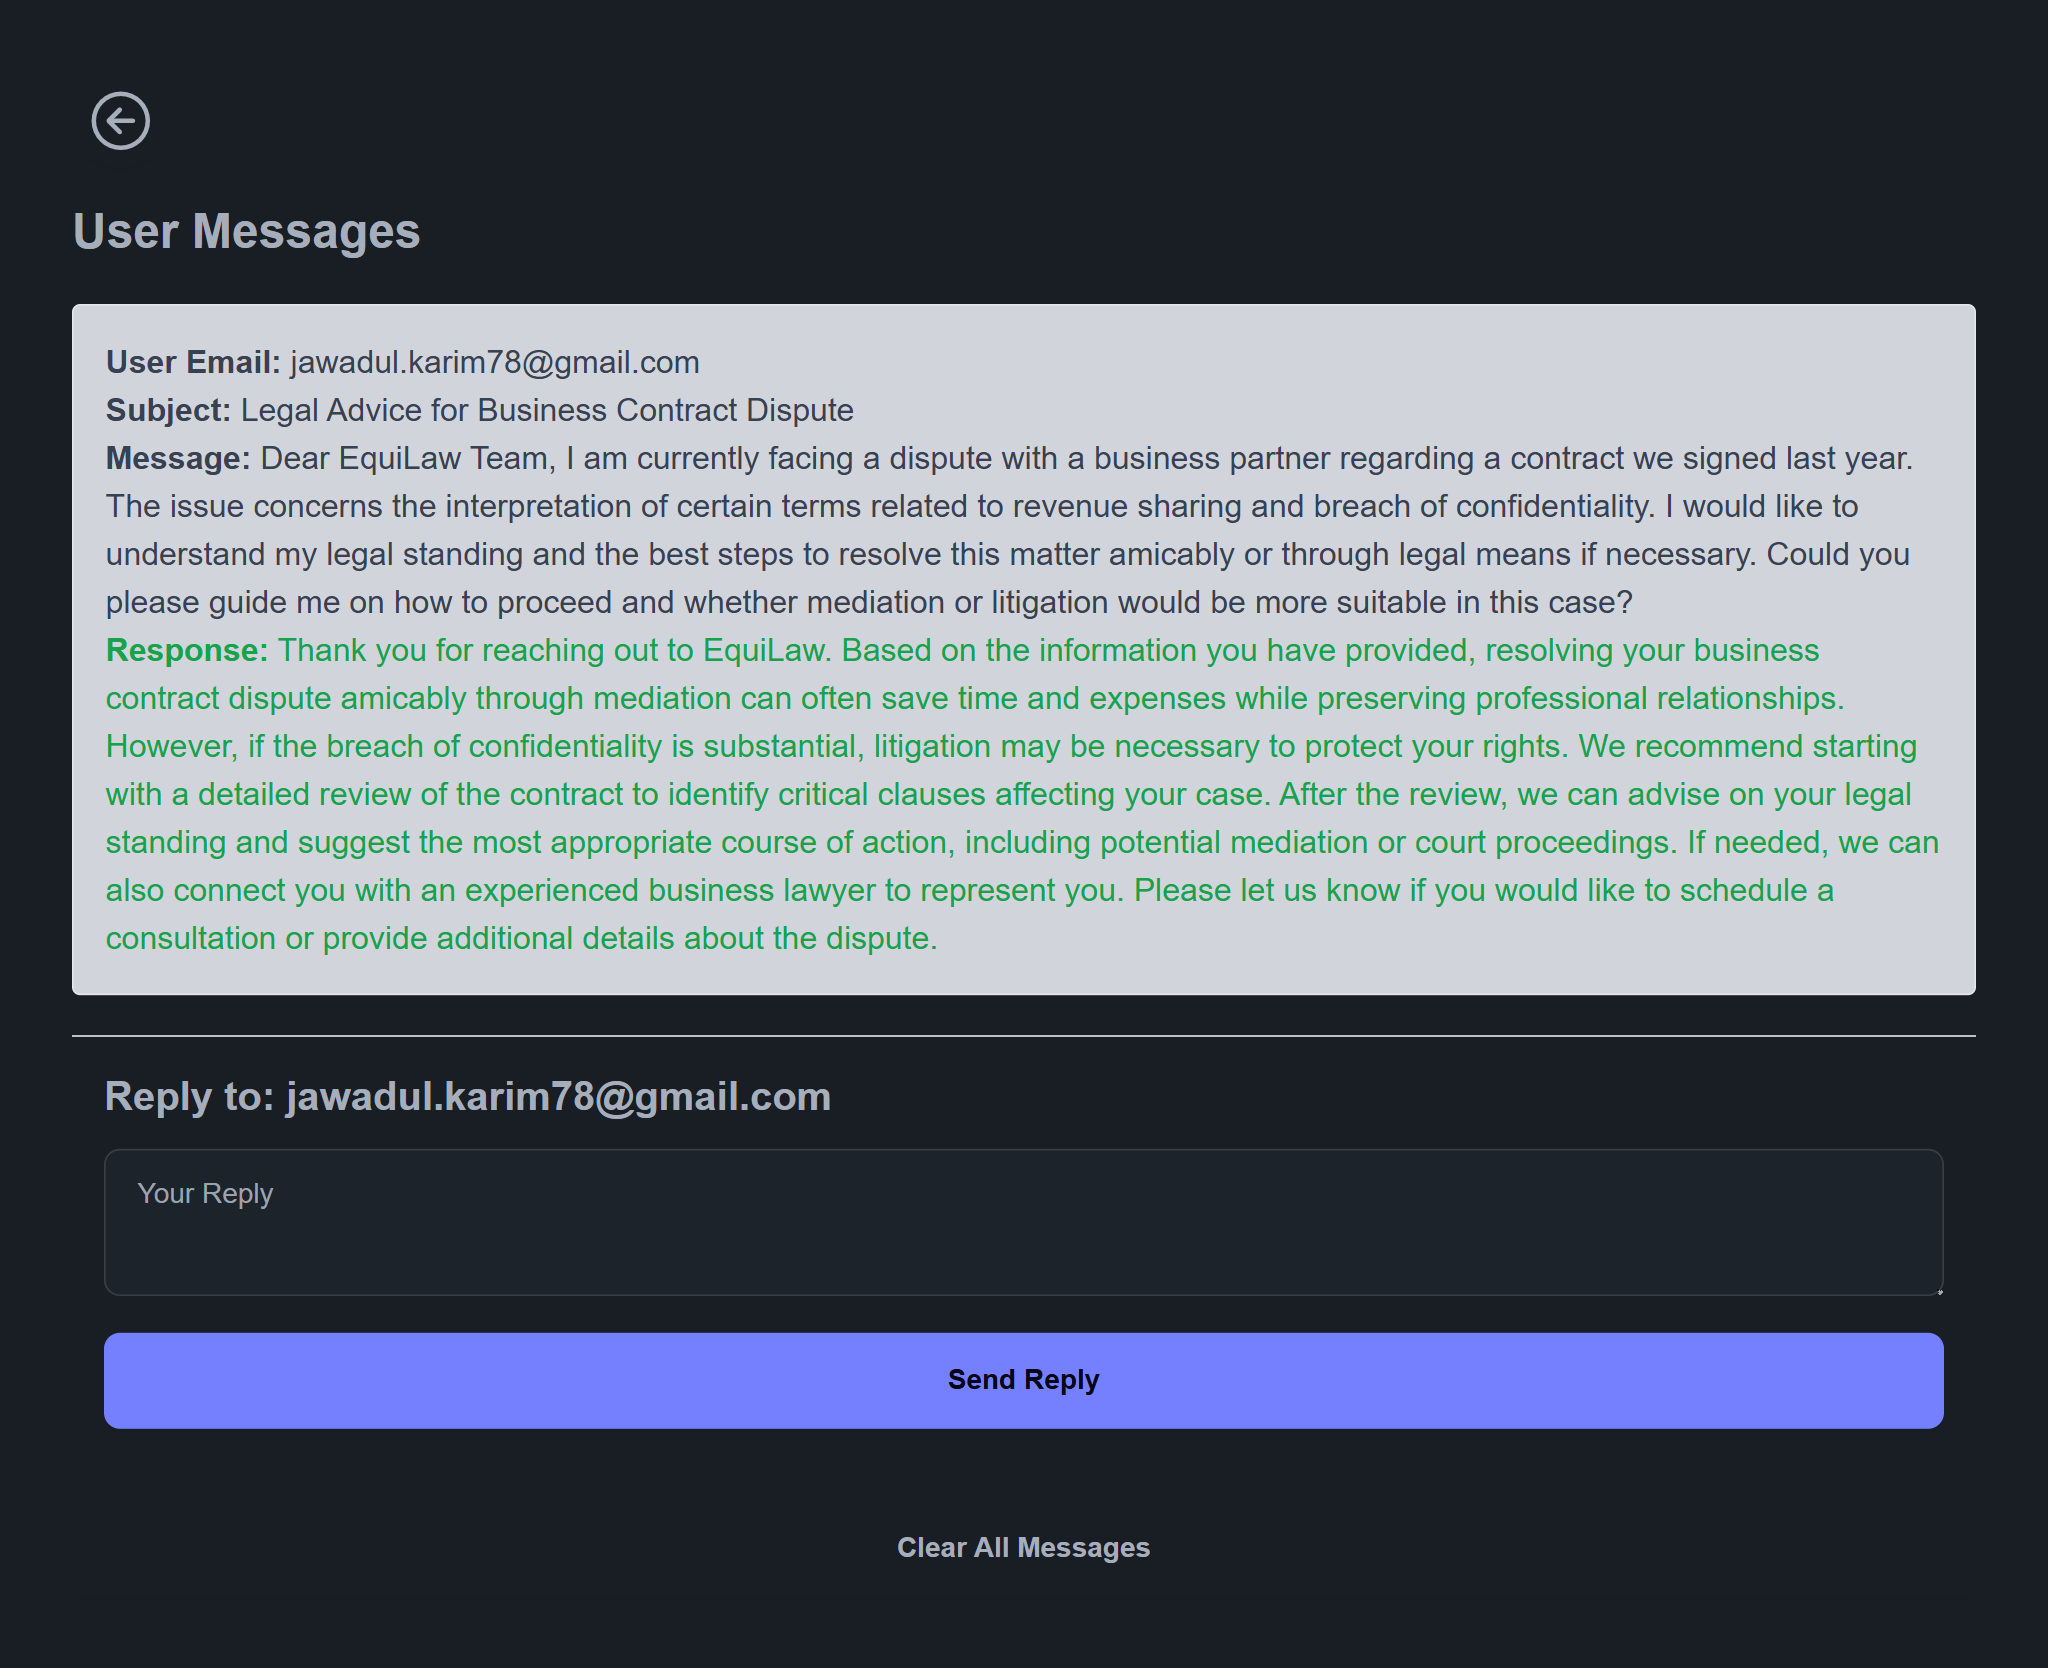 User Messages
User Email: jawadul.karim78@gmail.com
Subject: Legal Advice for Business Contract Dispute
Message: Dear EquiLaw Team, I am currently facing a dispute with a business partner regarding a contract we signed last year.
The issue concerns the interpretation of certain terms related to revenue sharing and breach of confidentiality. I would like to
understand my legal standing and the best steps to resolve this matter amicably or through legal means if necessary. Could you
please guide me on how to proceed and whether mediation or litigation would be more suitable in this case?
Response: Thank you for reaching out to EquiLaw. Based on the information you have provided, resolving your business
contract dispute amicably through mediation can often save time and expenses while preserving professional relationships.
However, if the breach of confidentiality is substantial, litigation may be necessary to protect your rights. We recommend starting
with a detailed review of the contract to identify critical clauses affecting your case. After the review, we can advise on your legal
standing and suggest the most appropriate course of action, including potential mediation or court proceedings. If needed, we can
also connect you with an experienced business lawyer to represent you. Please let us know if you would like to schedule a
consultation or provide additional details about the dispute.
Reply to: jawadul.karim78@gmail.com
Your Reply
Send Reply
Clear All Messages